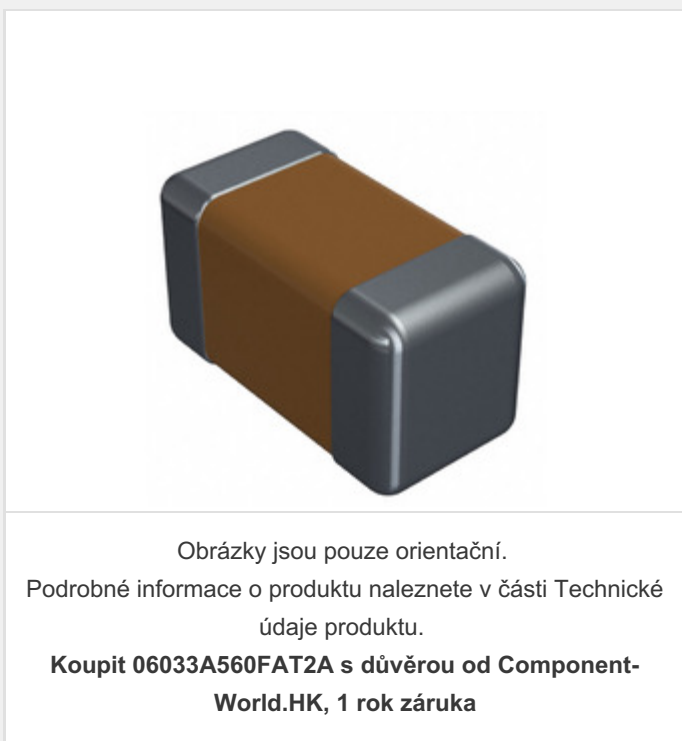 Obrázky jsou pouze orientační.
Podrobné informace o produktu naleznete v části Technické
údaje produktu.
Koupit 06033A560FAT2A s důvěrou od Component-
World.HK, 1 rok záruka